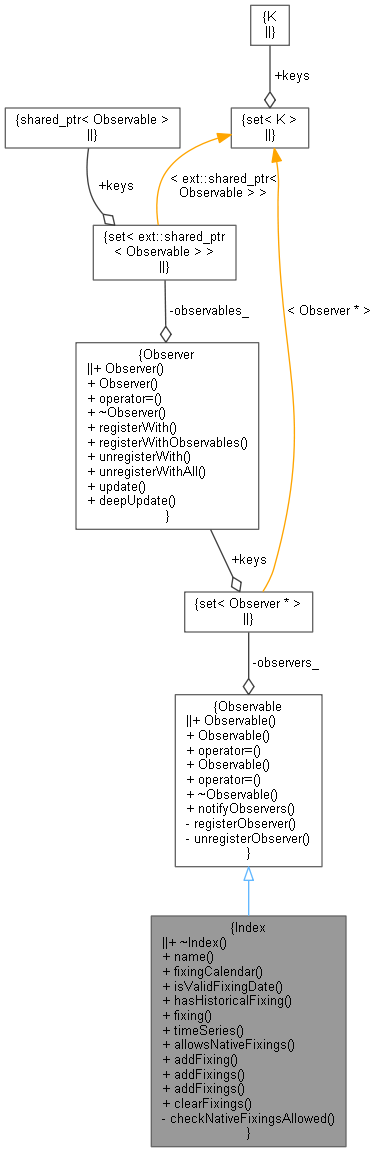 {K
||}
+keys
{shared_ptr< Observable >
||}
{set< K >
||}
+keys
< ext::shared_ptr<
Observable > >
{set< ext::shared_ptr
< Observable > >
||}
-observables_
< Observer * >
{Observer
||+ Observer()
+ Observer()
+ operator=()
+ ~Observer()
+ registerWith()
+ registerWithObservables()
+ unregisterWith()
+ unregisterWithAll()
+ update()
+ deepUpdate()
}
+keys
{set< Observer * >
||}
-observers_
{Observable
||+ Observable()
+ Observable()
+ operator=()
+ Observable()
+ operator=()
+ ~Observable()
+ notifyObservers()
- registerObserver()
- unregisterObserver()
}
{Index
||+ ~Index()
+ name()
+ fixingCalendar()
+ isValidFixingDate()
+ hasHistoricalFixing()
+ fixing()
+ timeSeries()
+ allowsNativeFixings()
+ addFixing()
+ addFixings()
+ addFixings()
+ clearFixings()
- checkNativeFixingsAllowed()
}